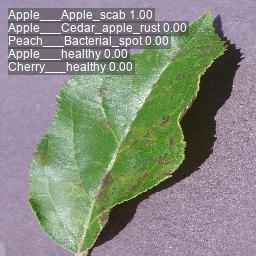 Apple___Apple_scab 1.00
Apple___Cedar_apple_rust 0.00
Peach___Bacterial_spot 0.00
Apple___healthy 0.00
Cherry___healthy 0.00